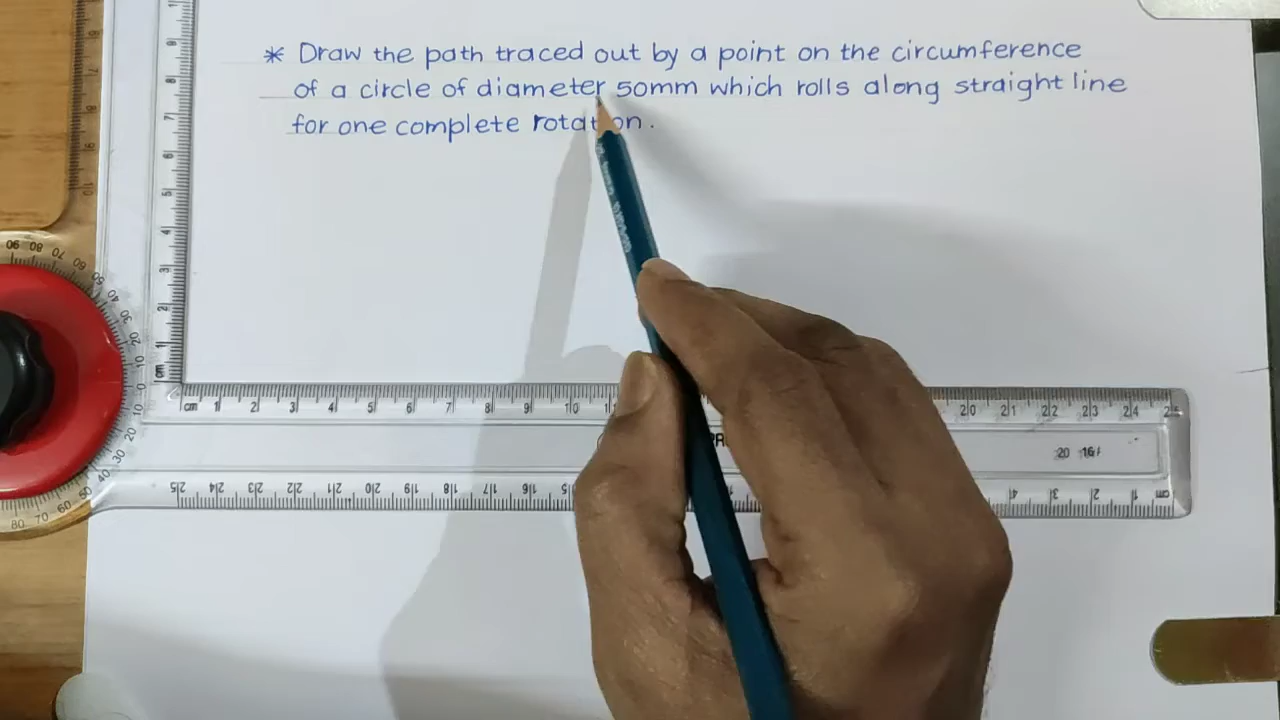 * Draw the path traced out by a point on the circumference
of a circle of diameter 50mm which rolls along straight line
for one complete rotation.